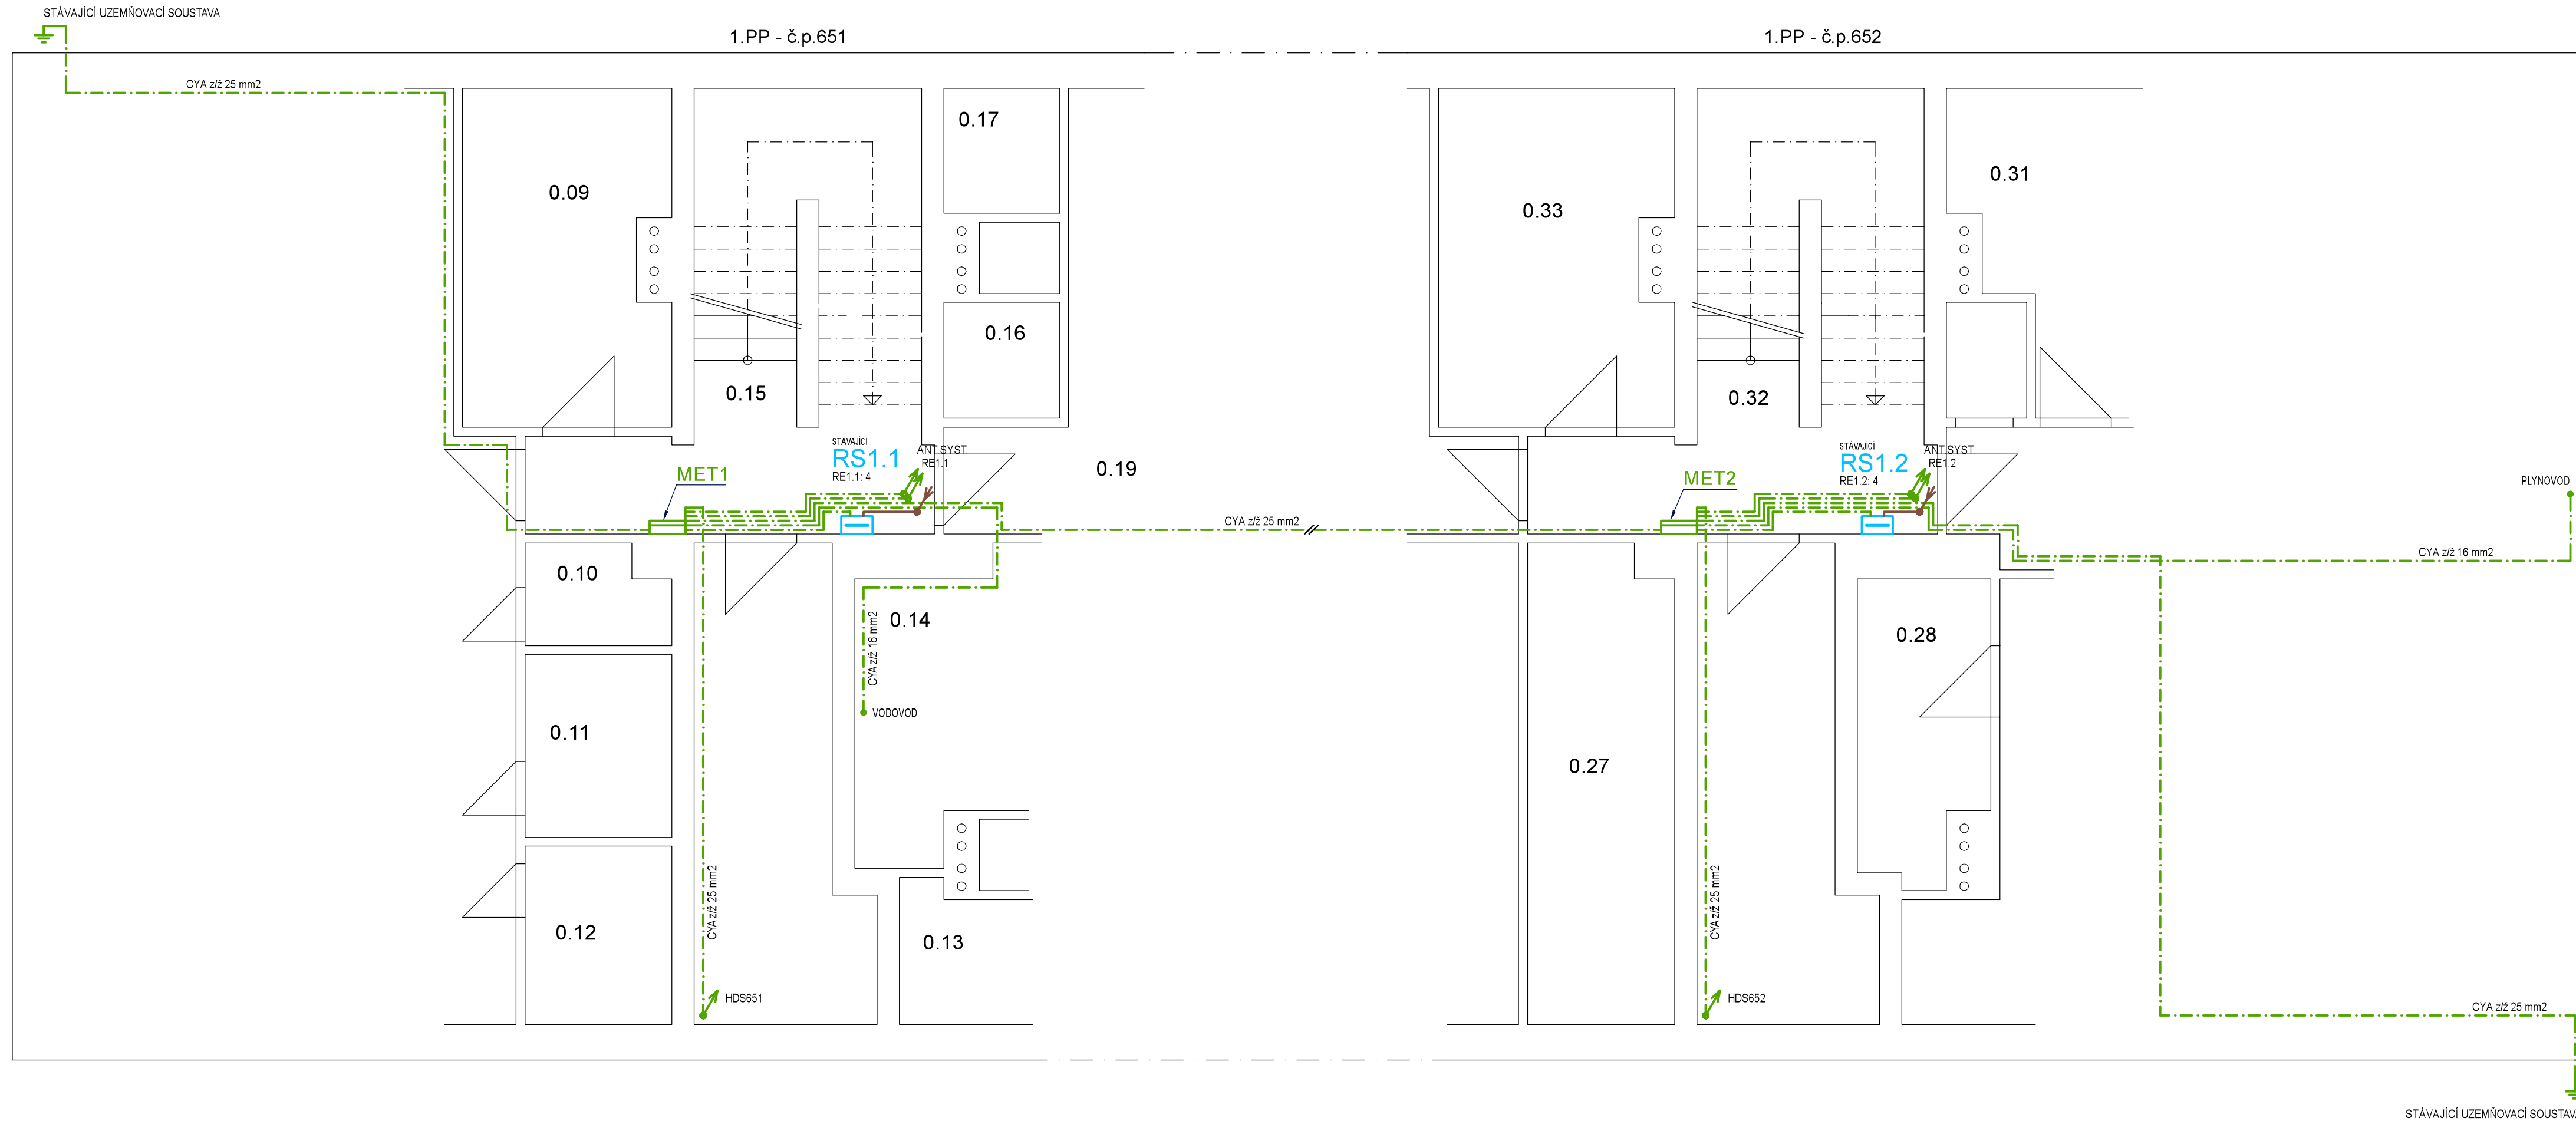 STÁVAJÍCÍ UZEMŇOVACÍ SOUSTAVA
1.PP - č.p.651
1.PP - č.p.652
CYA z/ž 25 mm2
0.17
0.09
0.33
0.31
0.16
0.15
0.32
STÁVAJÍCÍ
RS1.1
RE1.1: 4
ANT.SYST.
RE1.1
MET1
0.19
STÁVAJÍCÍ
RS1.2
RE1.2: 4
ANT.SYST.
RE1.2
MET2
PLYNOVOD
CYA z/ž 25 mm2
CYA z/ž 16 mm2
0.10
0.14
CYA z/ž 16 mm2
VODOVOD
0.28
0.11
0.27
0.12
0.13
CYA z/ž 25 mm2
CYA z/ž 25 mm2
HDS651
HDS652
CYA z/ž 25 mm2
STÁVAJÍCÍ UZEMŇOVACÍ SOUSTAV